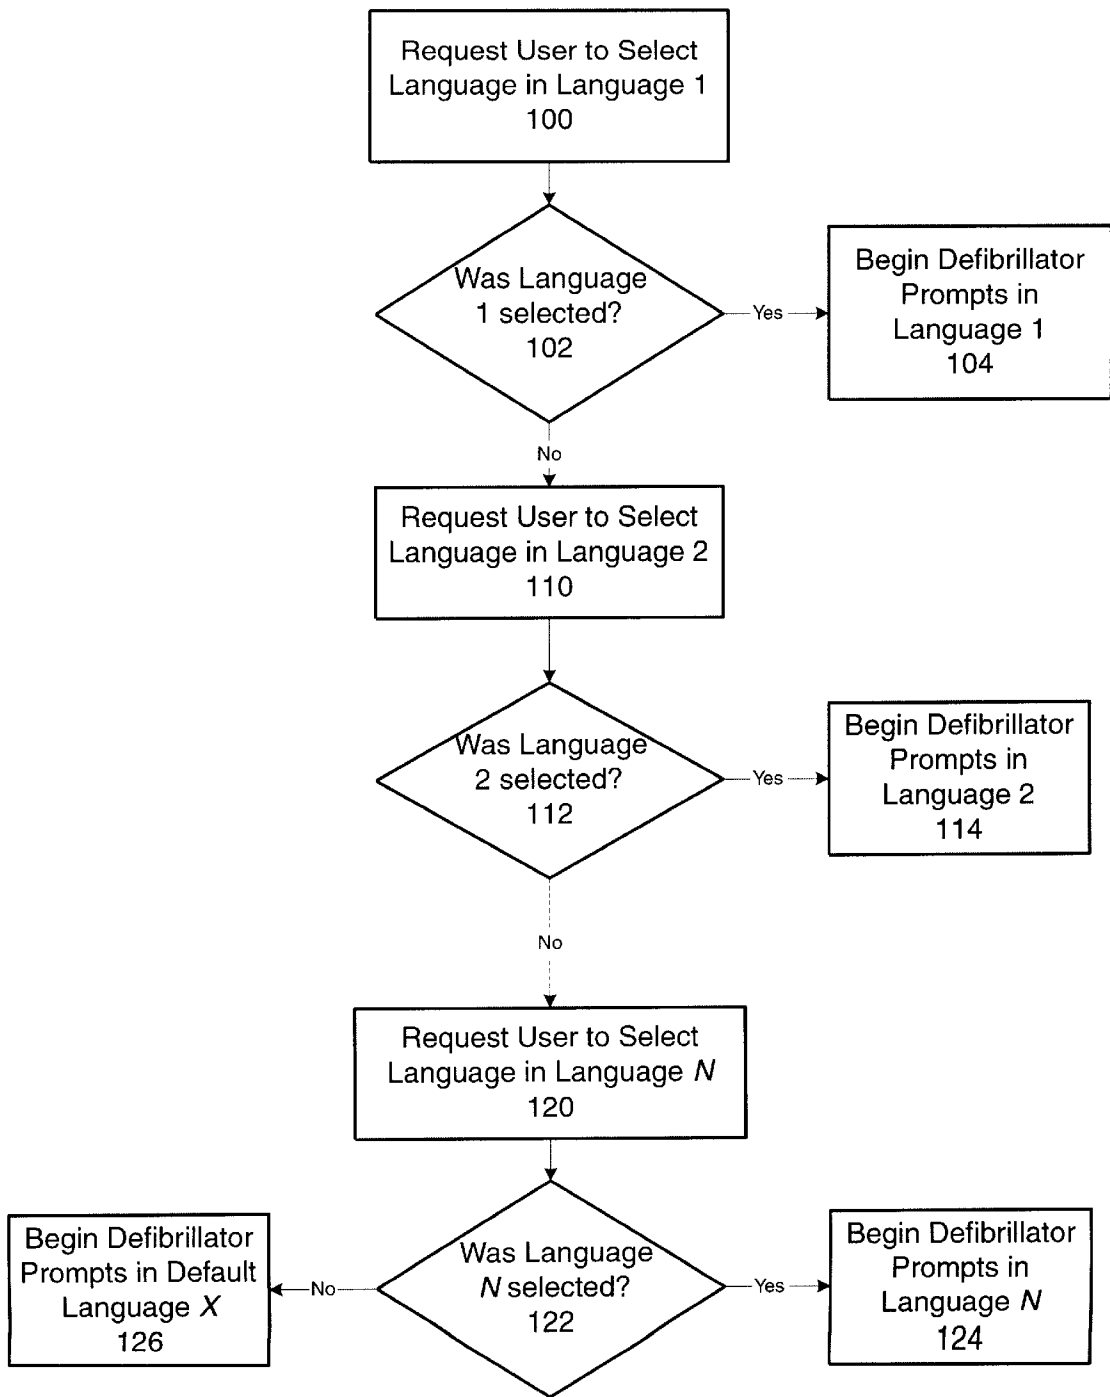 Request User to Select
Language in Language 1
100
Was Language
1 selected?
102
Yes
Begin Defibrillator
Prompts in
Language 1
104
No
Request User to Select
Language in Language 2
110
Was Language
2 selected?
112
Yes
Begin Defibrillator
Prompts in
Language 2
114
No
Request User to Select
Language in Language N
120
Was Language
N selected?
122
No
Begin Defibrillator
Prompts in Default
Language X
126
Yes
Begin Defibrillator
Prompts in
Language N
124